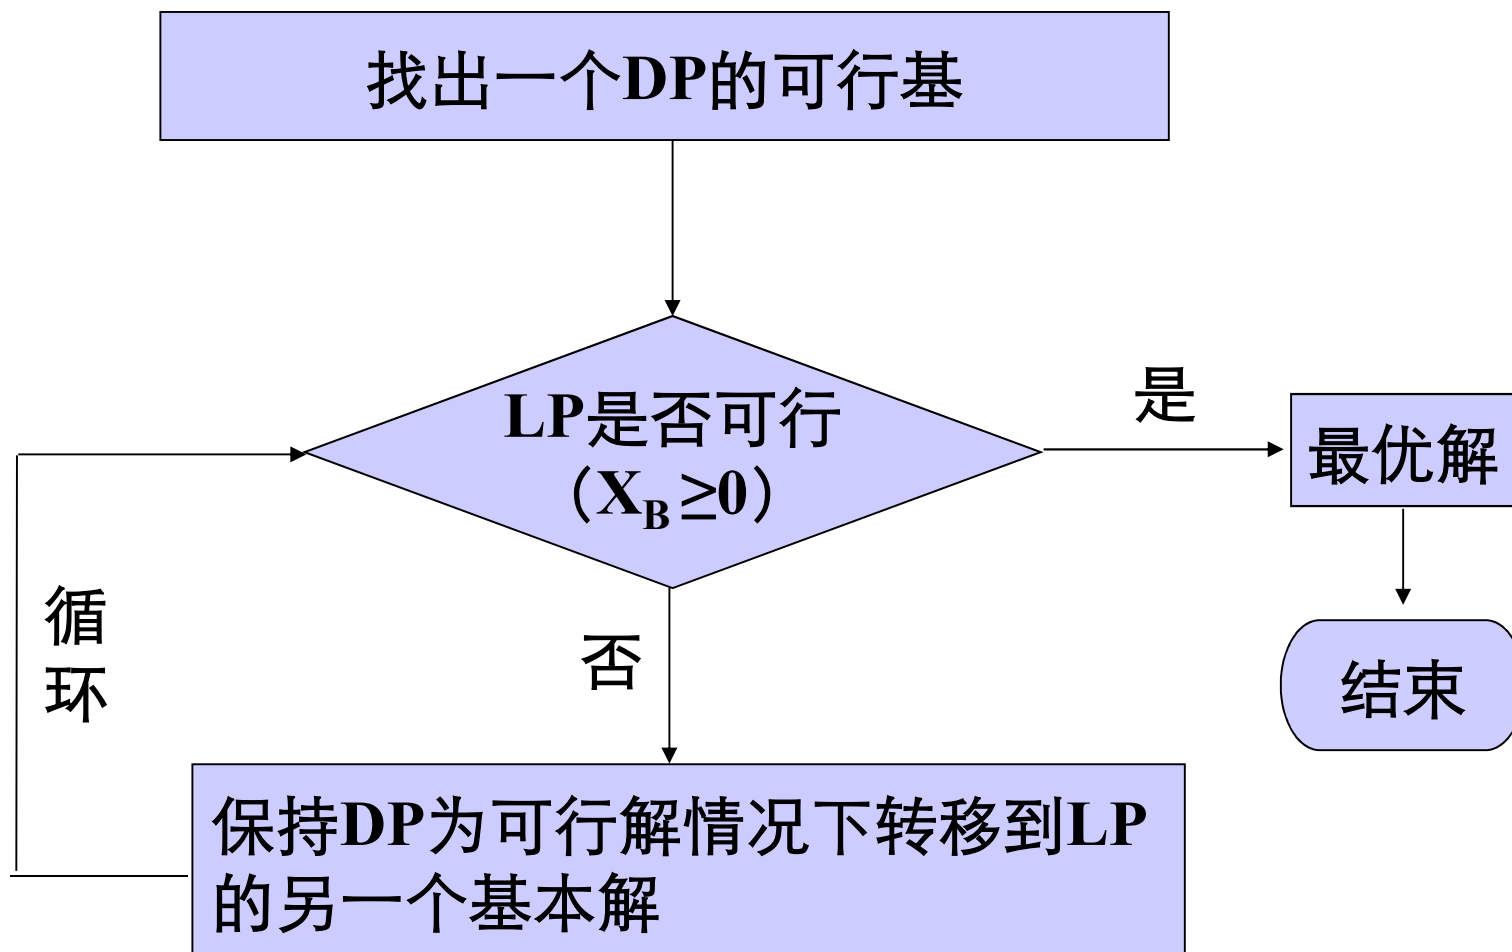 找出一个DP的可行基
LP是否可行
（X_B ≥0）
是
最优解
循
环
否
结束
保持DP为可行解情况下转移到LP
的另一个基本解